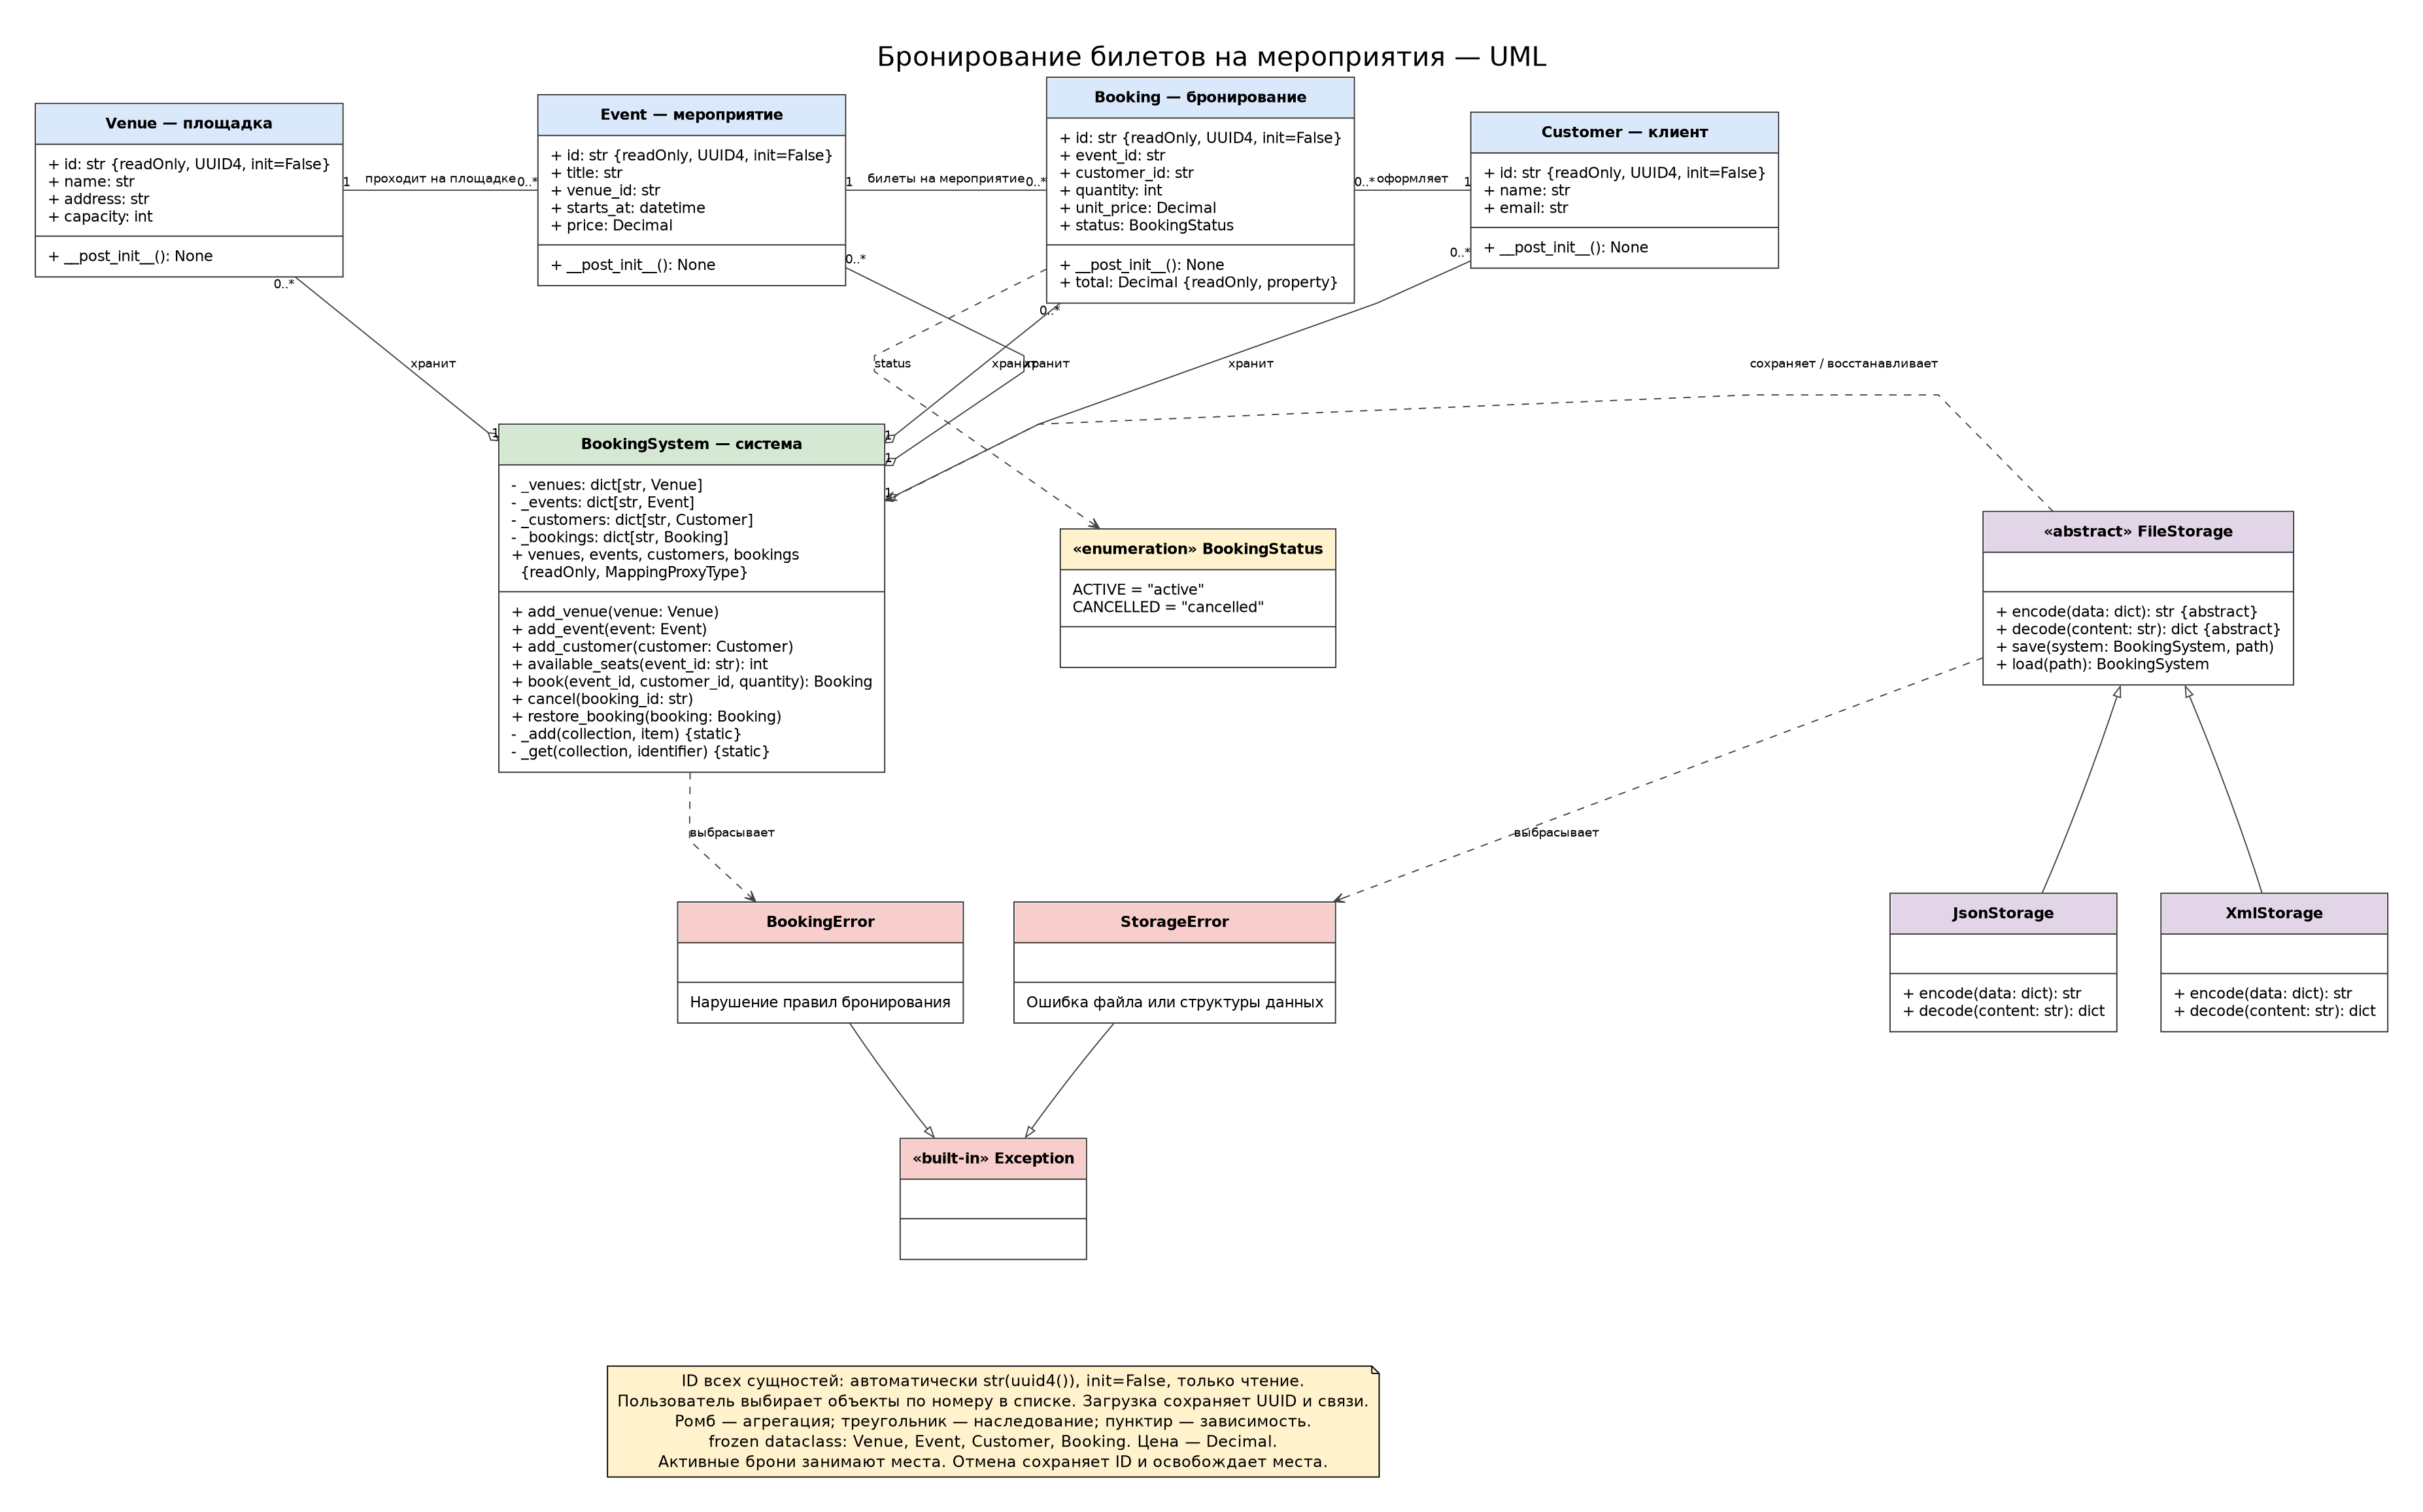 Бронирование билетов на мероприятия — UML
Venue — площадка
+ id: str {readOnly, UUID4, init=False}
+ name: str
+ address: str
+ capacity: int
+ __post_init__(): None
1
проходит на площадке
0..*
Event — мероприятие
+ id: str {readOnly, UUID4, init=False}
+ title: str
+ venue_id: str
+ starts_at: datetime
+ price: Decimal
+ __post_init__(): None
1
билеты на мероприятие
0..*
Booking — бронирование
+ id: str {readOnly, UUID4, init=False}
+ event_id: str
+ customer_id: str
+ quantity: int
+ unit_price: Decimal
+ status: BookingStatus
+ __post_init__(): None
+ total: Decimal {readOnly, property}
0..*
оформляет
1
Customer — клиент
+ id: str {readOnly, UUID4, init=False}
+ name: str
+ email: str
+ __post_init__(): None
0..*
0..*
0..*
0..*
хранит
status
хранит
хранит
хранит
сохраняет / восстанавливает
1
1
1
1
BookingSystem — система
- _venues: dict[str, Venue]
- _events: dict[str, Event]
- _customers: dict[str, Customer]
- _bookings: dict[str, Booking]
+ venues, events, customers, bookings
{readOnly, MappingProxyType}
+ add_venue(venue: Venue)
+ add_event(event: Event)
+ add_customer(customer: Customer)
+ available_seats(event_id: str): int
+ book(event_id, customer_id, quantity): Booking
+ cancel(booking_id: str)
+ restore_booking(booking: Booking)
- _add(collection, item) {static}
- _get(collection, identifier) {static}
«enumeration» BookingStatus
ACTIVE = "active"
CANCELLED = "cancelled"
«abstract» FileStorage
+ encode(data: dict): str {abstract}
+ decode(content: str): dict {abstract}
+ save(system: BookingSystem, path)
+ load(path): BookingSystem
выбрасывает
выбрасывает
BookingError
Нарушение правил бронирования
StorageError
Ошибка файла или структуры данных
JsonStorage
+ encode(data: dict): str
+ decode(content: str): dict
XmlStorage
+ encode(data: dict): str
+ decode(content: str): dict
«built-in» Exception
ID всех сущностей: автоматически str(uuid4()), init=False, только чтение.
Пользователь выбирает объекты по номеру в списке. Загрузка сохраняет UUID и связи.
Ромб — агрегация; треугольник — наследование; пунктир — зависимость.
frozen dataclass: Venue, Event, Customer, Booking. Цена — Decimal.
Активные брони занимают места. Отмена сохраняет ID и освобождает места.